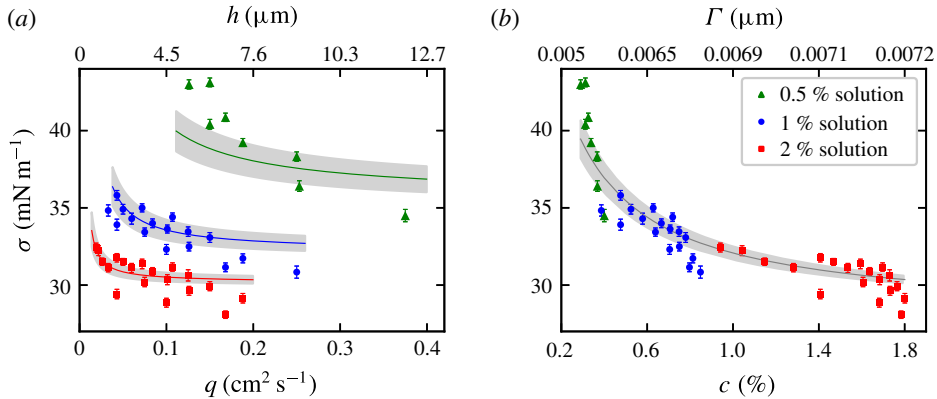 (a)
h (μm)
1 4.5 7.6 10.3 12.7
σ (mN m⁻¹)
40
35
30
0 0.1 0.2 0.3 0.4
q (cm² s⁻¹)
(b)
Γ (μm)
0.005 0.0065 0.0069 0.0071 0.0072
0.5 % solution
1 % solution
2 % solution
40
35
30
0.2 0.6 1.0 1.4 1.8
c (%)